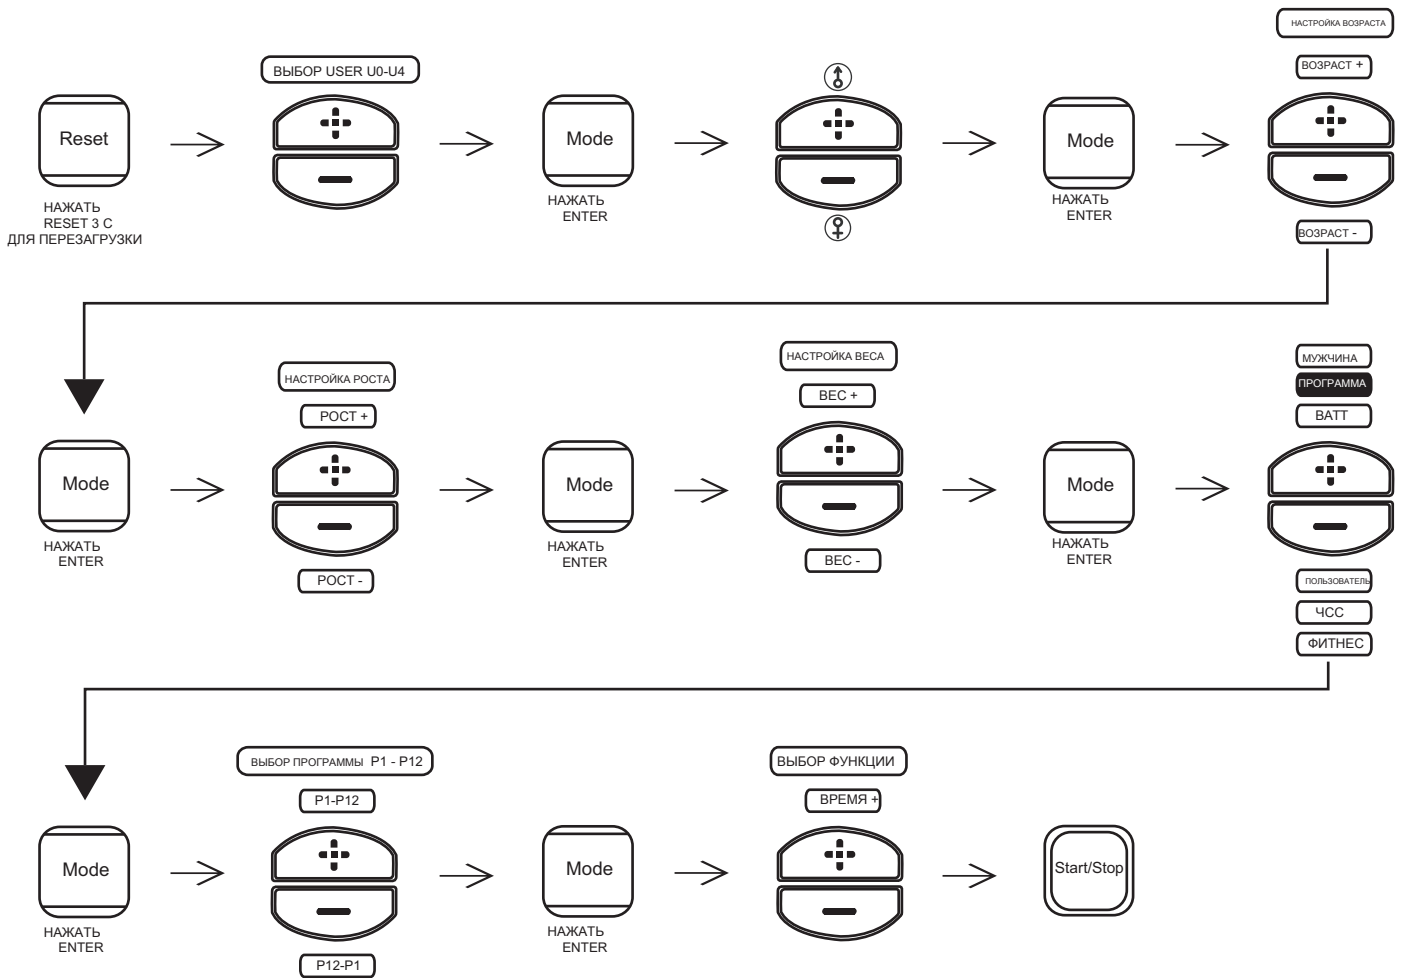 НАСТРОЙКА ВОЗРАСТА
ВЫБОР USER U0-U4
ВОЗРАСТ +
Reset
Mode
Mode
НАЖАТЬ
RESET 3 С
ДЛЯ ПЕРЕЗАГРУЗКИ
НАЖАТЬ
ENTER
НАЖАТЬ
ENTER
ВОЗРАСТ -
НАСТРОЙКА РОСТА
РОСТ +
НАСТРОЙКА ВЕСА
ВЕС +
МУЖЧИНА
ПРОГРАММА
ВАТТ
Mode
Mode
Mode
НАЖАТЬ
ENTER
РОСТ -
НАЖАТЬ
ENTER
ВЕС -
НАЖАТЬ
ENTER
ПОЛЬЗОВАТЕЛЬ
ЧСС
ФИТНЕС
ВЫБОР ПРОГРАММЫ P1 - P12
P1-P12
ВЫБОР ФУНКЦИИ
ВРЕМЯ +
Mode
Mode
Start/Stop
НАЖАТЬ
ENTER
P12-P1
НАЖАТЬ
ENTER